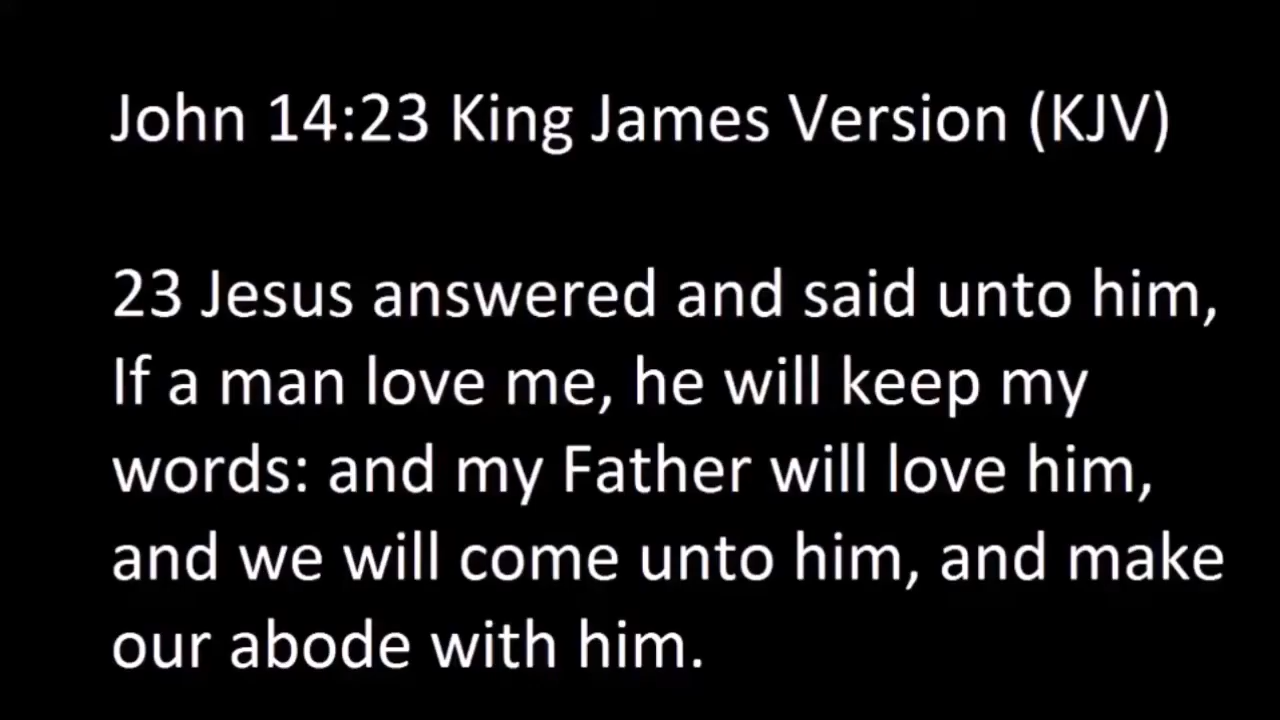 John 14:23 King James Version (KJV)
23 Jesus answered and said unto him,
If a man love me, he will keep my
words: and my Father will love him,
and we will come unto him, and make
our abode with him.